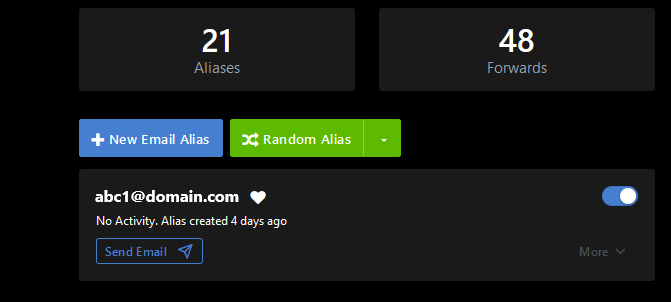 21
Aliases
48
Forwards
New Email Alias
Random Alias
abc1@domain.com
No Activity. Alias created 4 days ago
Send Email
More